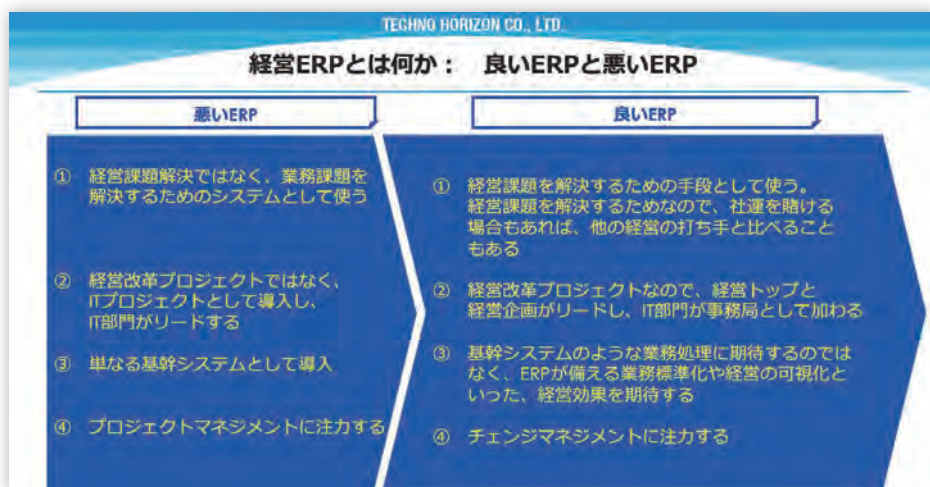 TECHNO HORIZON CO., LTD.
経営ERPとは何か： 良いERPと悪いERP
悪いERP
① 経営課題解決ではなく、業務課題を
解決するためのシステムとして使う
② 経営改革プロジェクトではなく、
ITプロジェクトとして導入し、
IT部門がリードする
③ 単なる基幹システムとして導入
④ プロジェクトマネジメントに注力する
良いERP
① 経営課題を解決するための手段として使う。
経営課題を解決するためなので、社運を賭ける
場合もあれば、他の経営の打ち手と比べること
もある
② 経営改革プロジェクトなので、経営トップと
経営企画がリードし、IT部門が事務局として加わる
③ 基幹システムのような業務処理に期待するのでは
なく、ERPが備える業務標準化や経営の可視化と
いった、経営効果を期待する
④ チェンジマネジメントに注力する